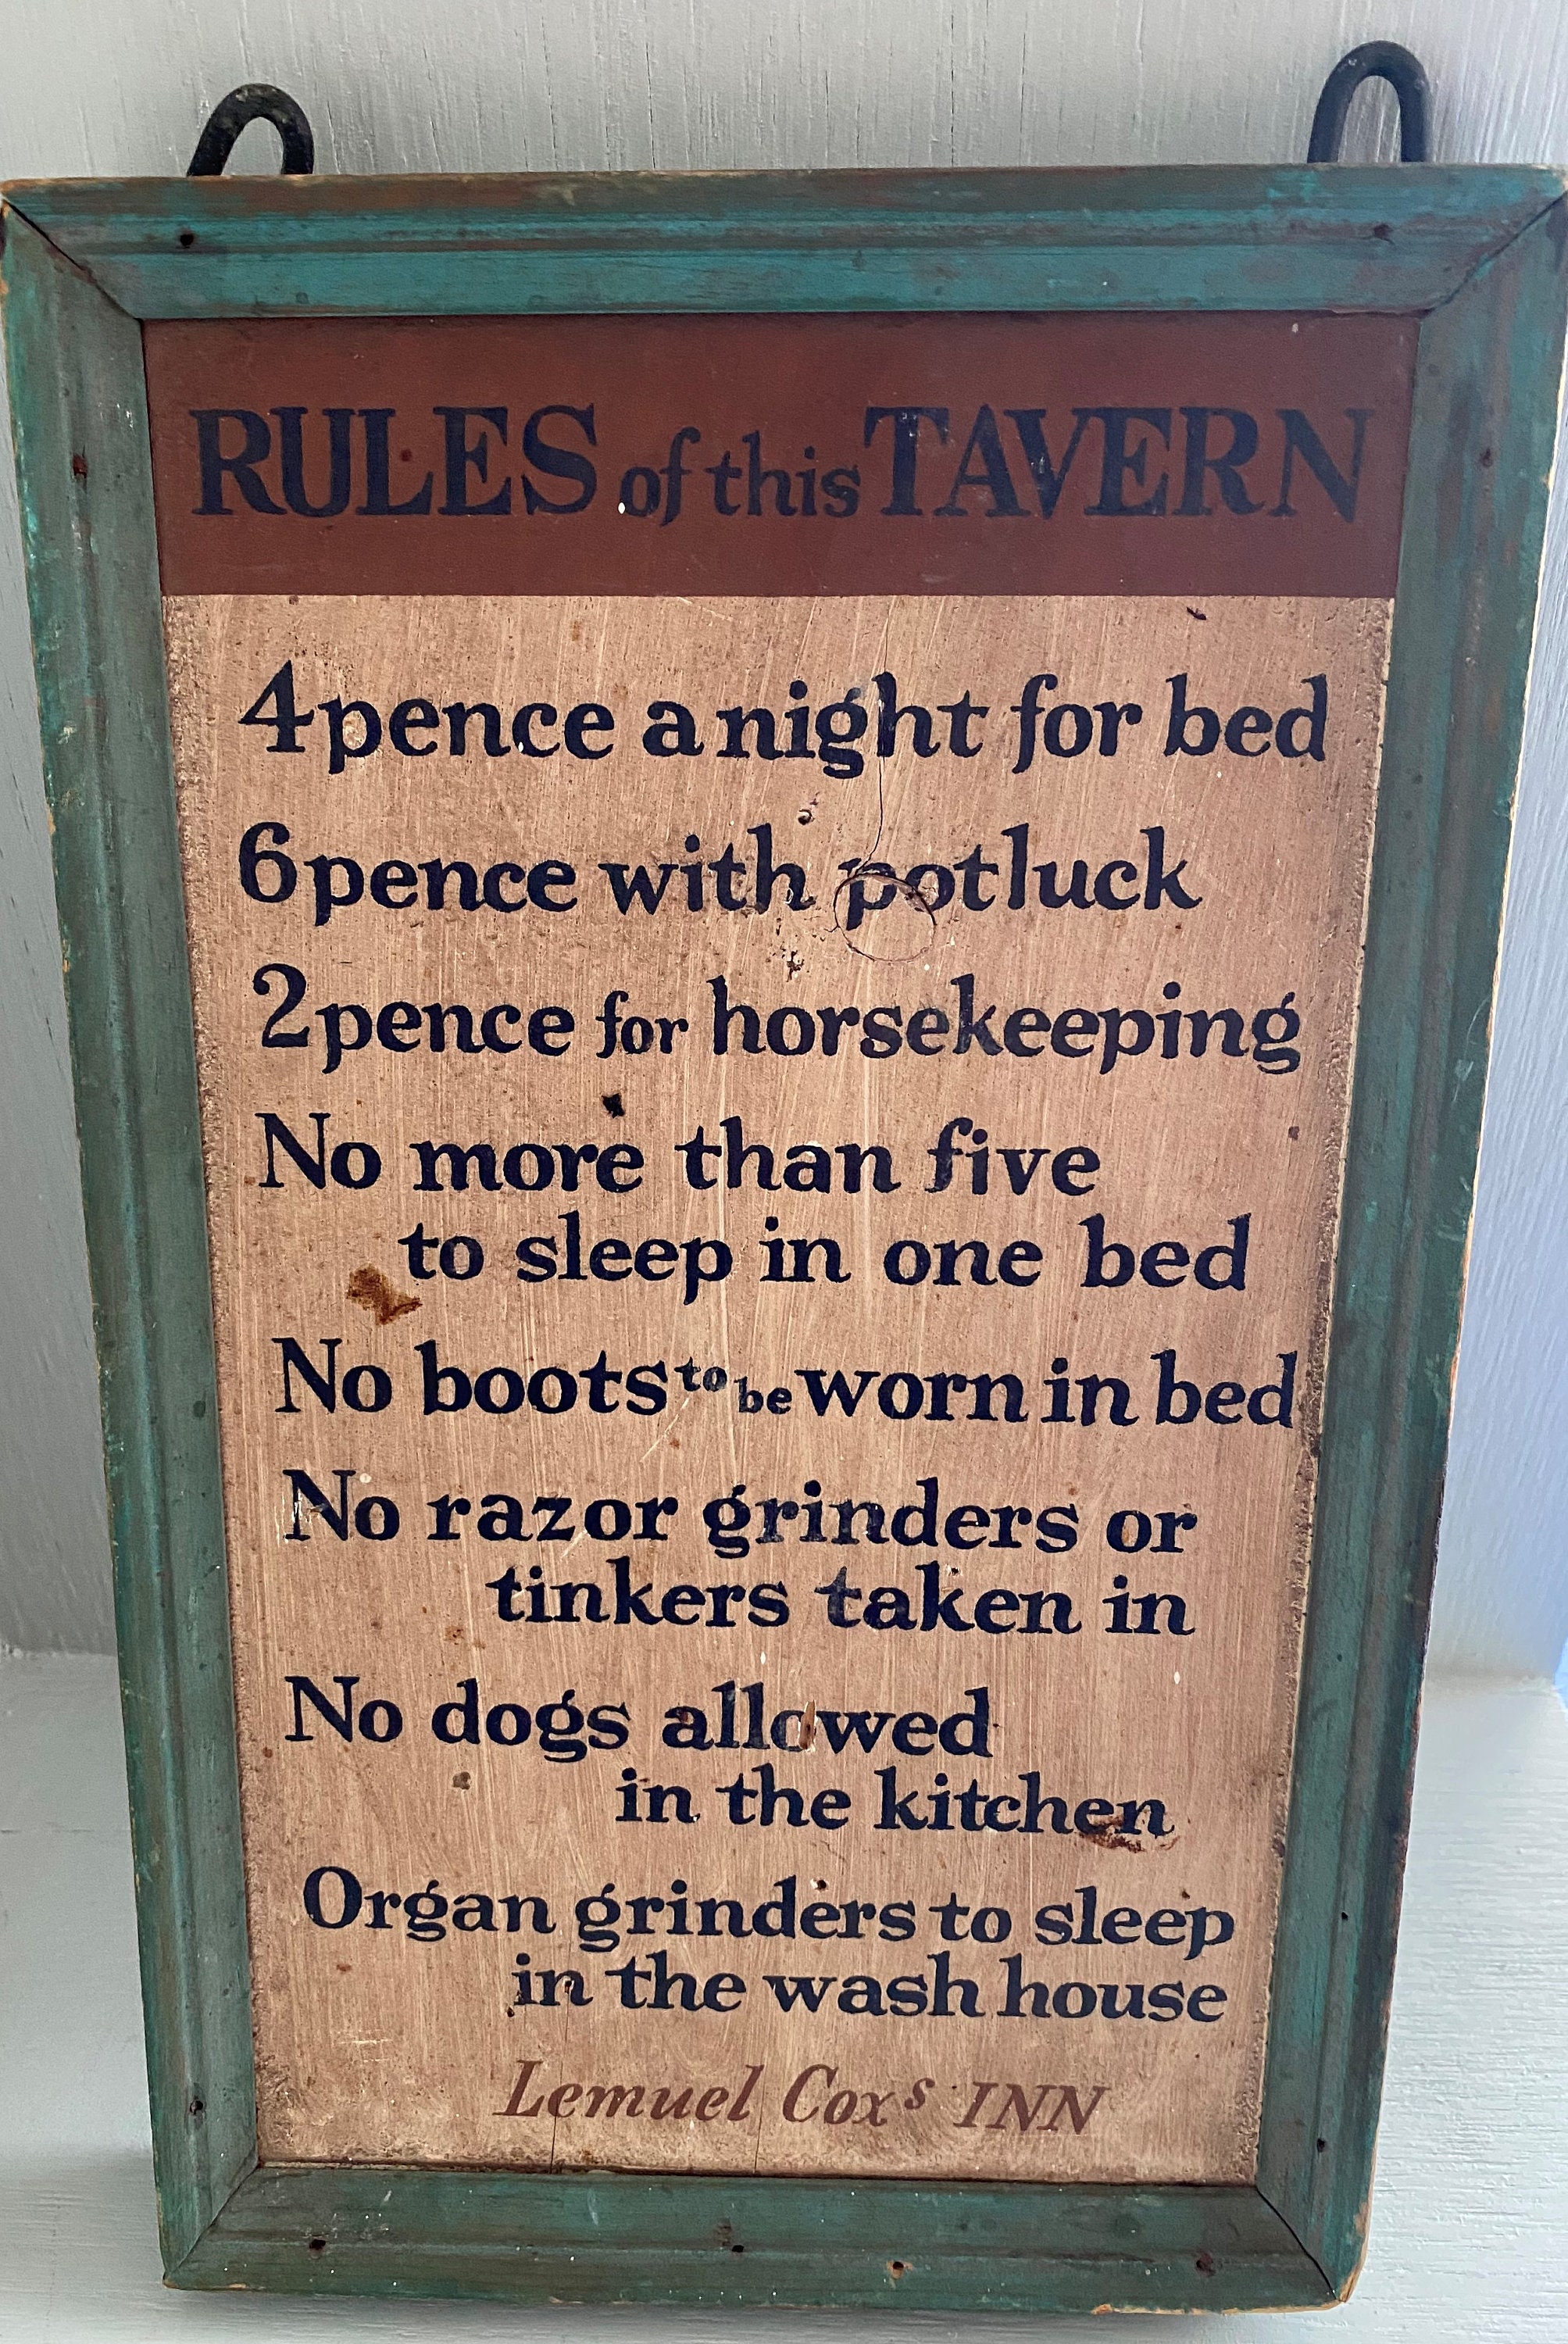 RULES of this TAVERN
4 pence a night for bed
6 pence with potluck
2 pence for horsekeeping
No more than five
to sleep in one bed
No boots to be worn in bed
No razor grinders or
tinkers taken in
No dogs allowed
in the kitchen
Organ grinders to sleep
in the wash house
Lemuel Coxs INN